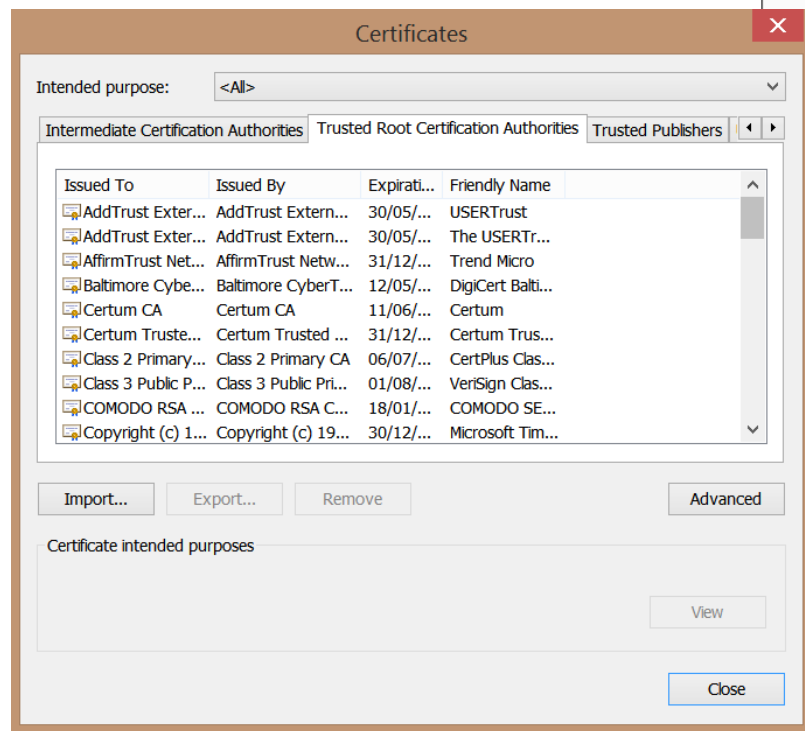 Certificates
Intended purpose: <All>
Intermediate Certification Authorities Trusted Root Certification Authorities Trusted Publishers
Issued To Issued By Expirati... Friendly Name
AddTrust Exter... AddTrust Extern... 30/05/... USERTrust
AddTrust Exter... AddTrust Extern... 30/05/... The USERTr...
AffirmTrust Net... AffirmTrust Netw... 31/12/... Trend Micro
Baltimore Cybe... Baltimore CyberT... 12/05/... DigiCert Balti...
Certum CA Certum CA 11/06/... Certum
Certum Truste... Certum Trusted ... 31/12/... Certum Trus...
Class 2 Primary... Class 2 Primary CA 06/07/... CertPlus Clas...
Class 3 Public P... Class 3 Public Pri... 01/08/... VeriSign Clas...
COMODO RSA ... COMODO RSA C... 18/01/... COMODO SE...
Copyright (c) 1... Copyright (c) 19... 30/12/... Microsoft Tim...
Import... Export... Remove Advanced
Certificate intended purposes
View
Close